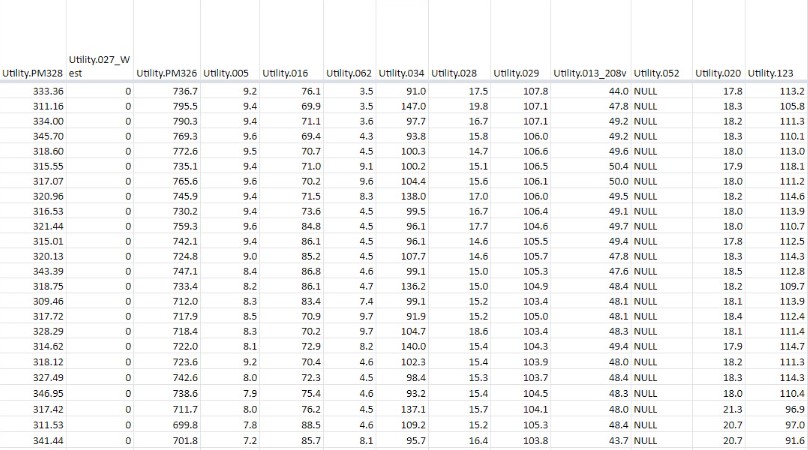 Utility.027_W
Utility.PM328 est Utility.PM326 Utility.005 Utility.016 Utility.062 Utility.034 Utility.028 Utility.029 Utility.013_208v Utility.052 Utility.020 Utility.123
333.36 0 736.7 9.2 76.1 3.5 91.0 17.5 107.8 44.0 NULL 17.8 113.2
311.16 0 795.5 9.4 69.9 3.5 147.0 19.8 107.1 47.8 NULL 18.3 105.8
334.00 0 790.3 9.4 71.1 3.6 97.7 16.7 107.1 49.2 NULL 18.2 111.3
345.70 0 769.3 9.6 69.4 4.3 93.8 15.8 106.0 49.2 NULL 18.3 110.1
318.60 0 772.6 9.5 70.7 4.5 100.3 14.7 106.6 49.6 NULL 18.0 113.0
315.55 0 735.1 9.4 71.0 9.1 100.2 15.1 106.5 50.4 NULL 17.9 118.1
317.07 0 765.6 9.6 70.2 9.6 104.4 15.6 106.1 50.0 NULL 18.0 111.2
320.96 0 745.9 9.4 71.5 8.3 138.0 17.0 106.0 49.5 NULL 18.2 114.6
316.53 0 730.2 9.4 73.6 4.5 99.5 16.7 106.4 49.1 NULL 18.0 113.9
321.44 0 759.3 9.6 84.8 4.5 96.1 17.7 104.6 49.7 NULL 18.0 110.7
315.01 0 742.1 9.4 86.1 4.5 96.1 14.6 105.5 49.4 NULL 17.8 112.5
320.13 0 724.8 9.0 85.2 4.5 107.7 14.6 105.7 47.8 NULL 18.3 114.3
343.39 0 747.1 8.4 86.8 4.6 99.1 15.0 105.3 47.6 NULL 18.5 112.8
318.75 0 733.4 8.2 86.1 4.7 136.2 15.0 104.9 48.4 NULL 18.2 109.7
309.46 0 712.0 8.3 83.4 7.4 99.1 15.2 103.4 48.1 NULL 18.1 113.9
317.72 0 717.9 8.5 70.9 9.7 91.9 15.2 105.0 48.1 NULL 18.4 112.4
328.29 0 718.4 8.3 70.2 9.7 104.7 18.6 103.4 48.3 NULL 18.1 111.4
314.62 0 722.0 8.1 72.9 8.2 140.0 15.4 104.3 49.4 NULL 17.9 114.7
318.12 0 723.6 9.2 70.4 4.6 102.3 15.4 103.9 48.0 NULL 18.2 111.3
327.49 0 742.6 8.0 72.3 4.5 98.4 15.3 103.7 48.4 NULL 18.3 114.3
346.95 0 738.6 7.9 75.4 4.6 93.2 15.4 104.5 48.3 NULL 18.0 110.4
317.42 0 711.7 8.0 76.2 4.5 137.1 15.7 104.1 48.0 NULL 21.3 96.9
311.53 0 699.8 7.8 88.5 4.6 109.2 15.2 105.3 48.4 NULL 20.7 97.0
341.44 0 701.8 7.2 85.7 8.1 95.7 16.4 103.8 43.7 NULL 20.7 91.6